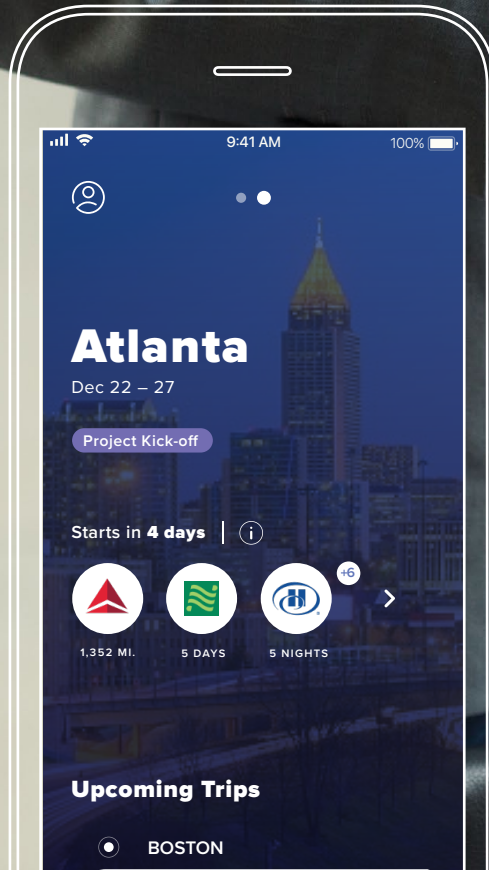 9:41 AM
100%
Atlanta
Dec 22 – 27
Project Kick-off
Starts in 4 days
+6
1,352 MI.
5 DAYS
5 NIGHTS
Upcoming Trips
BOSTON